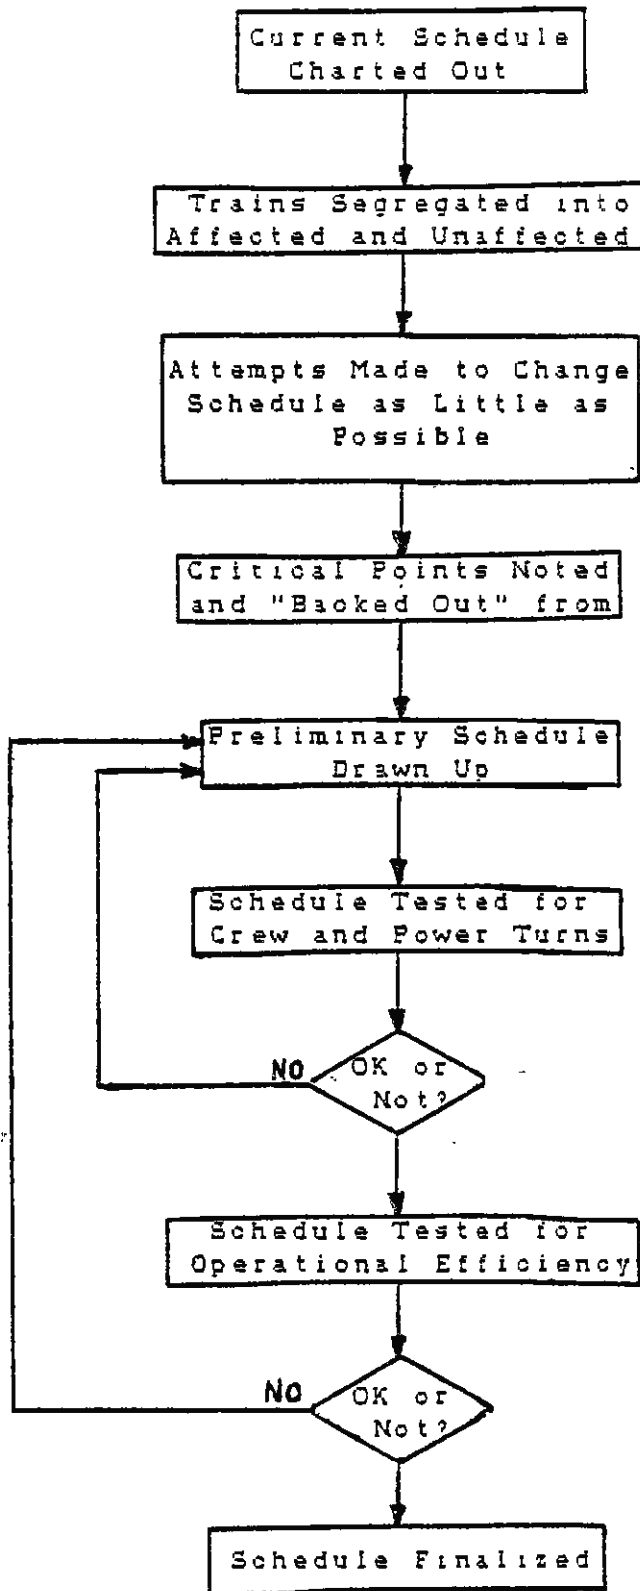 Current Schedule
Charted Out
Trains Segregated into
Affected and Unaffected
Attempts Made to Change
Schedule as Little as
Possible
Critical Points Noted
and "Backed Out" from
Preliminary Schedule
Drawn Up
Schedule Tested for
Crew and Power Turns
NO
OK or
Not?
Schedule Tested for
Operational Efficiency
NO
OK or
Not?
Schedule Finalized